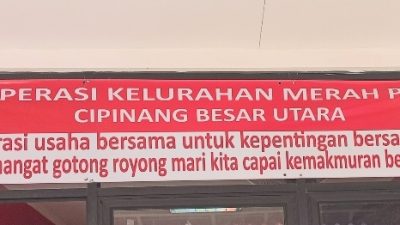 PERASI KELURAHAN MERAH P
CIPINANG BESAR UTARA
rasi usaha bersama untuk kepentingan bersa
nangat gotong royong mari kita capai kemakmuran be